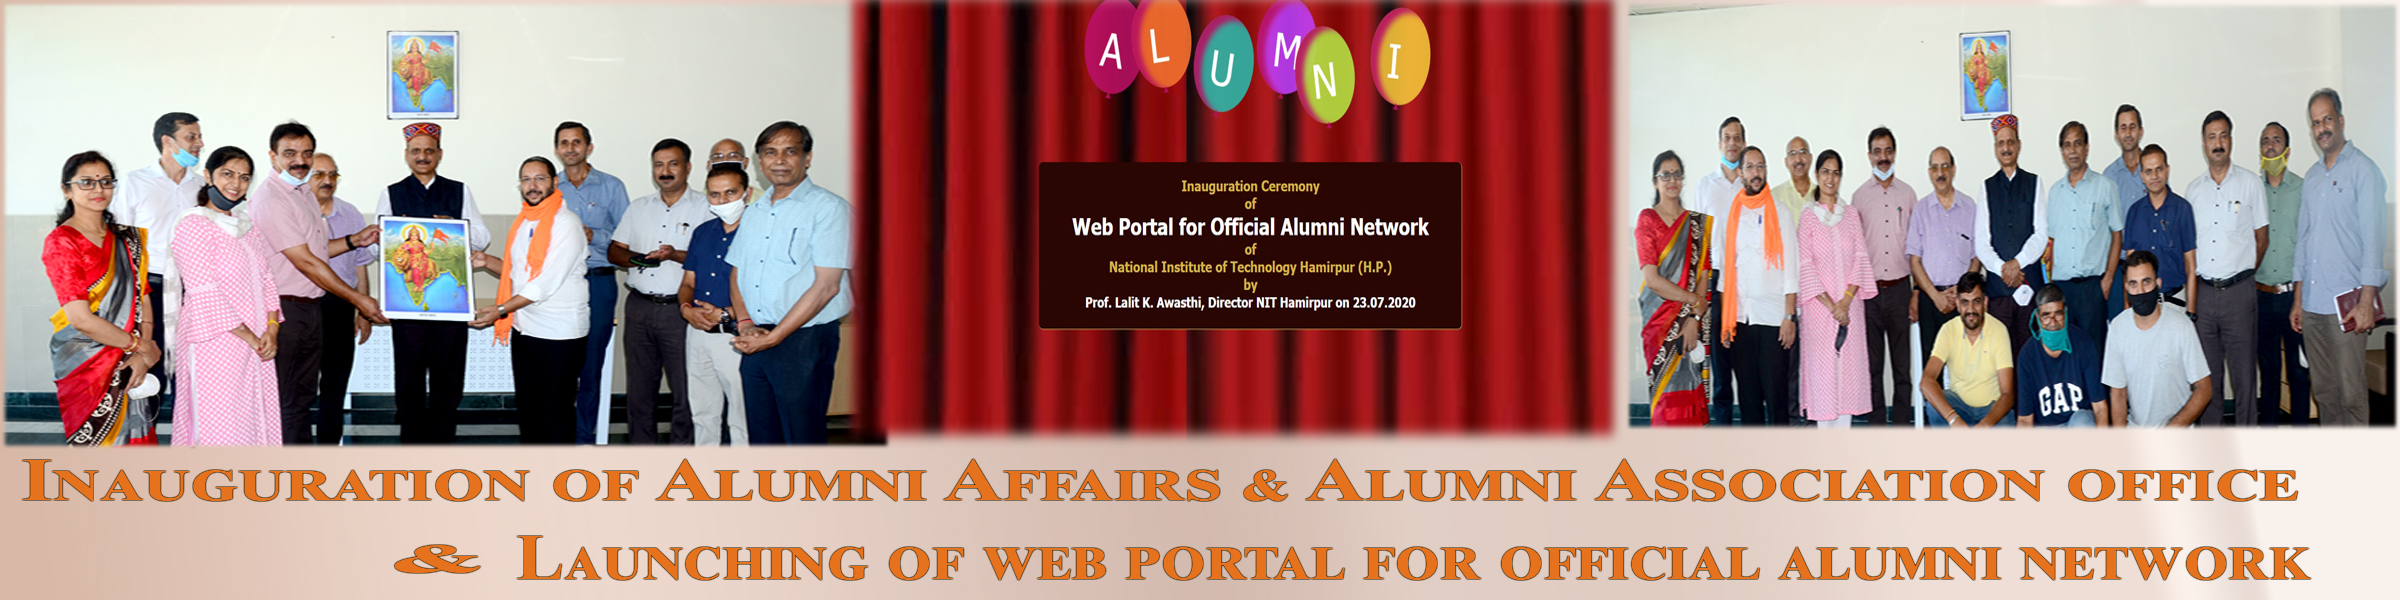 ALUMNI
Inauguration Ceremony
of
Web Portal for Official Alumni Network
of
National Institute of Technology Hamirpur (H.P.)
by
Prof. Lalit K. Awasthi, Director NIT Hamirpur on 23.07.2020
GAP
INAUGURATION OF ALUMNI AFFAIRS & ALUMNI ASSOCIATION OFFICE
& LAUNCHING OF WEB PORTAL FOR OFFICIAL ALUMNI NETWORK